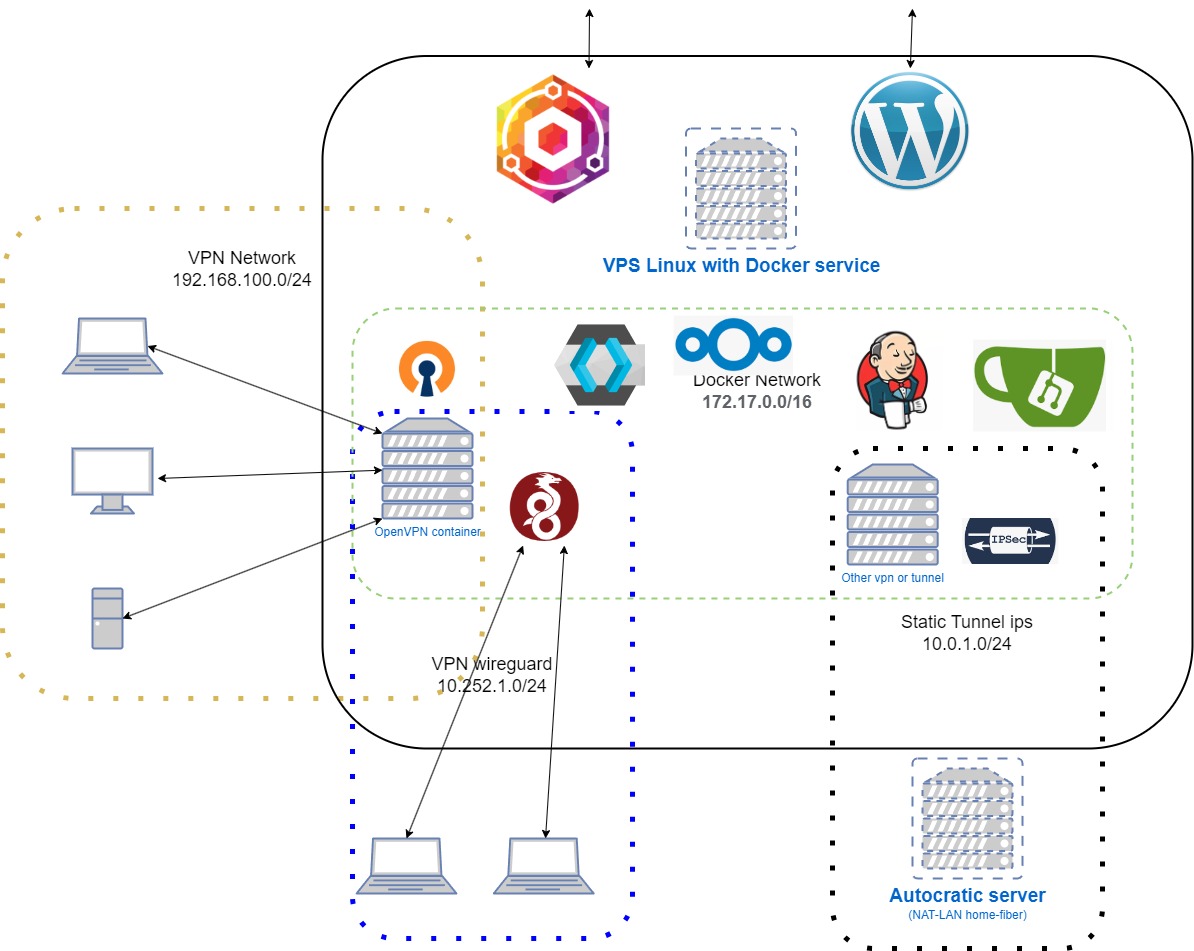 VPS Linux with Docker service
VPN Network
192.168.100.0/24
Docker Network
172.17.0.0/16
OpenVPN container
IPSec
Other vpn or tunnel
Static Tunnel ips
10.0.1.0/24
VPN wireguard
10.252.1.0/24
Autocratic server
(NAT-LAN home-fiber)